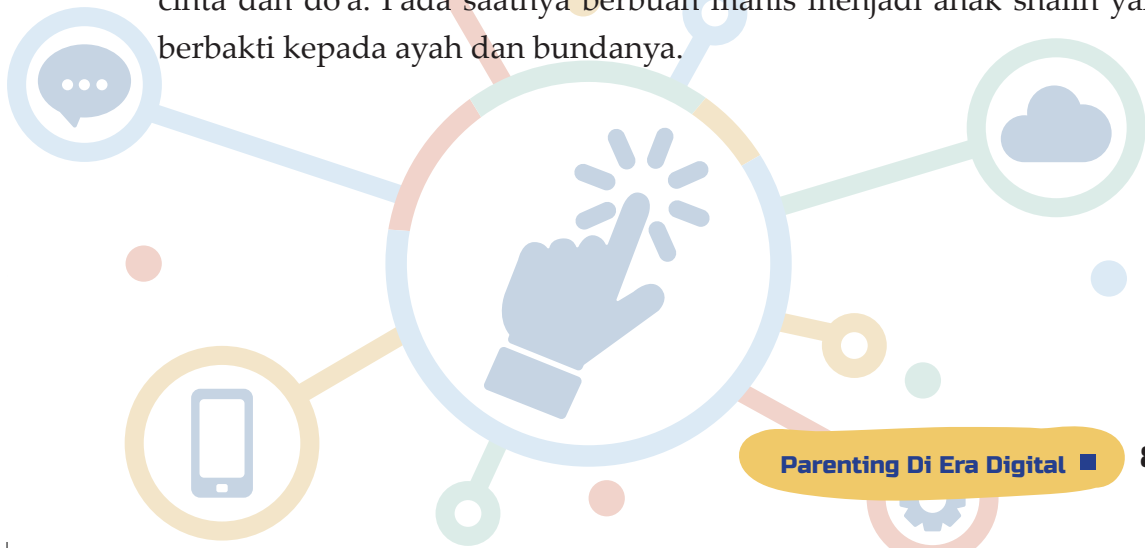 cinta dan do'a. Pada saatnya berbuah manis menjadi anak shalih
berbakti kepada ayah dan bundanya.
Parenting Di Era Digital